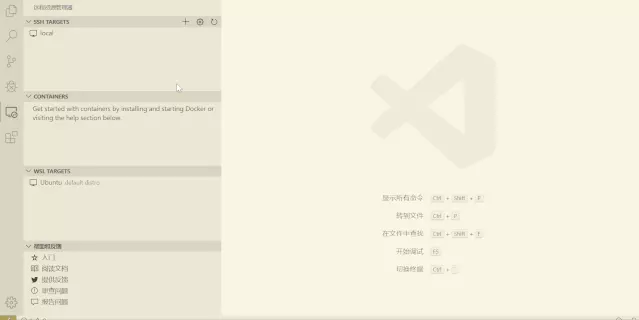 远程资源管理器
SSH TARGETS
local
CONTAINERS
Get started with containers by installing and starting Docker or
visiting the help section below.
WSL TARGETS
Ubuntu default distro
帮助和反馈
入门
阅读文档
提供反馈
审查问题
报告问题
显示所有命令 Ctrl + Shift + P
转到文件 Ctrl + P
在文件中查找 Ctrl + Shift + F
开始调试 F5
切换终端 Ctrl + `